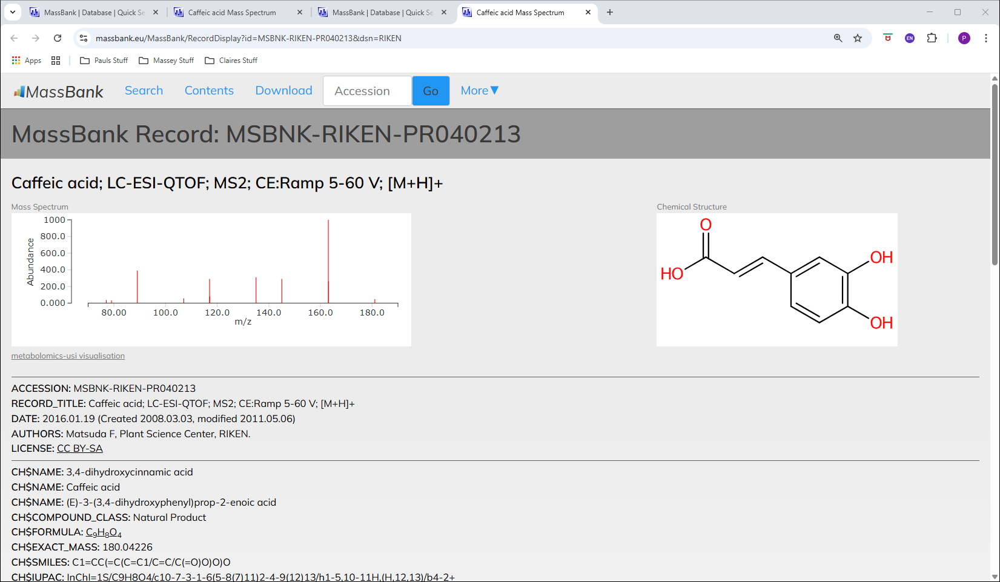 MassBank | Database | Quick Se
Caffeic acid Mass Spectrum
MassBank | Database | Quick Se
Caffeic acid Mass Spectrum
massbank.eu/MassBank/RecordDisplay?id=MSBNK-RIKEN-PR040213&dsn=RIKEN
EN
P
Apps
Pauls Stuff
Massey Stuff
Claires Stuff
MassBank
Search
Contents
Download
Accession
Go
More▼
MassBank Record: MSBNK-RIKEN-PR040213
Caffeic acid; LC-ESI-QTOF; MS2; CE:Ramp 5-60 V; [M+H]+
Mass Spectrum
1000
800.0
600.0
400.0
200.0
0.000
Abundance
80.00 100.0 120.0 140.0 160.0 180.0
m/z
Chemical Structure
O
HO
OH
OH
metabolomics-usi visualisation
ACCESSION: MSBNK-RIKEN-PR040213
RECORD_TITLE: Caffeic acid; LC-ESI-QTOF; MS2; CE:Ramp 5-60 V; [M+H]+
DATE: 2016.01.19 (Created 2008.03.03, modified 2011.05.06)
AUTHORS: Matsuda F, Plant Science Center, RIKEN.
LICENSE: CC BY-SA
CH$NAME: 3,4-dihydroxycinnamic acid
CH$NAME: Caffeic acid
CH$NAME: (E)-3-(3,4-dihydroxyphenyl)prop-2-enoic acid
CH$COMPOUND_CLASS: Natural Product
CH$FORMULA: C9H8O4
CH$EXACT_MASS: 180.04226
CH$SMILES: C1=CC(=C(C=C1/C=C/C(=O)O)O)O
CH$IUPAC: InChI=1S/C9H8O4/c10-7-3-1-6(5-8(7)11)2-4-9(12)13/h1-5,10-11H,(H,12,13)/b4-2+